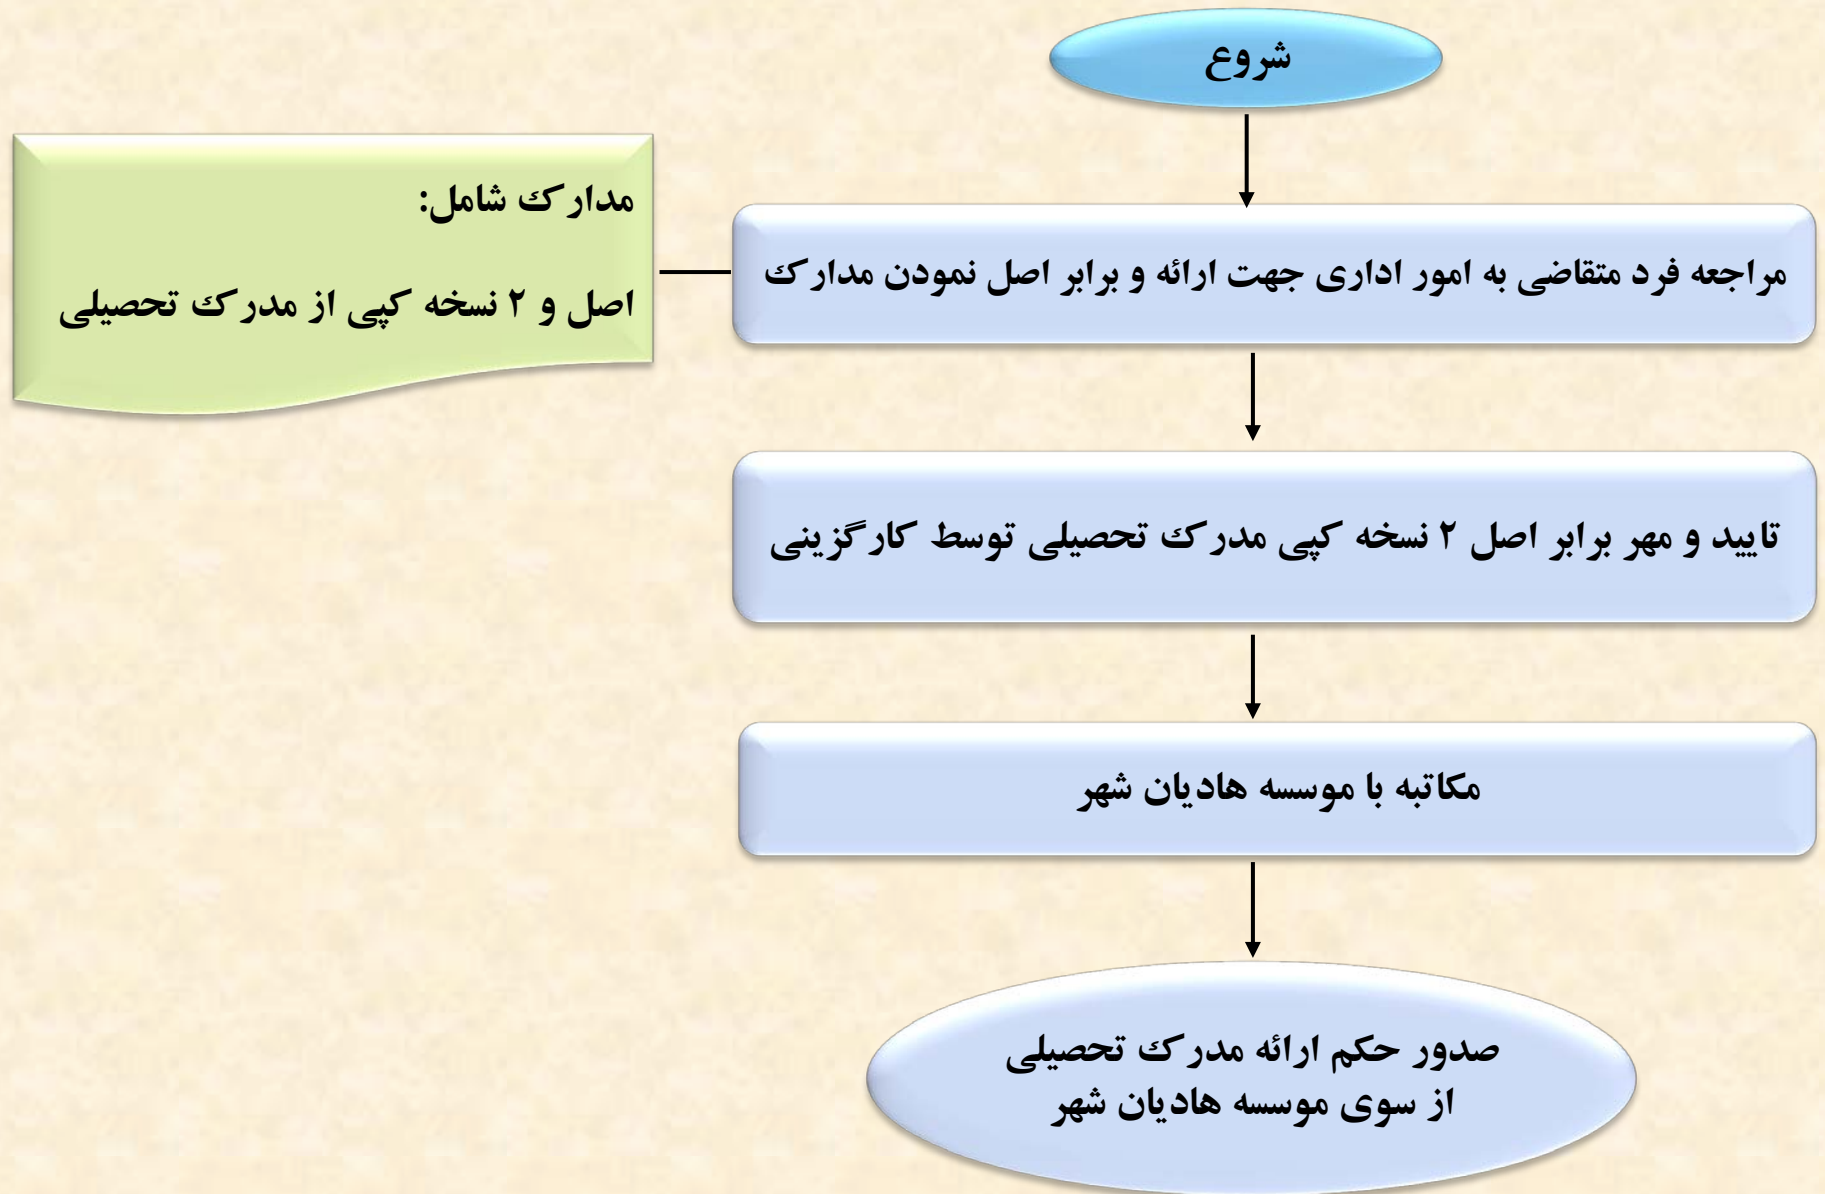 شروع
مدارک شامل:
اصل و ۲ نسخه کپی از مدرک تحصیلی
مراجعه فرد متقاضی به امور اداری جهت ارائه و برابر اصل نمودن مدارک
تایید و مهر برابر اصل ۲ نسخه کپی مدرک تحصیلی توسط کارگزینی
مکاتبه با موسسه هادیان شهر
صدور حکم ارائه مدرک تحصیلی
از سوی موسسه هادیان شهر